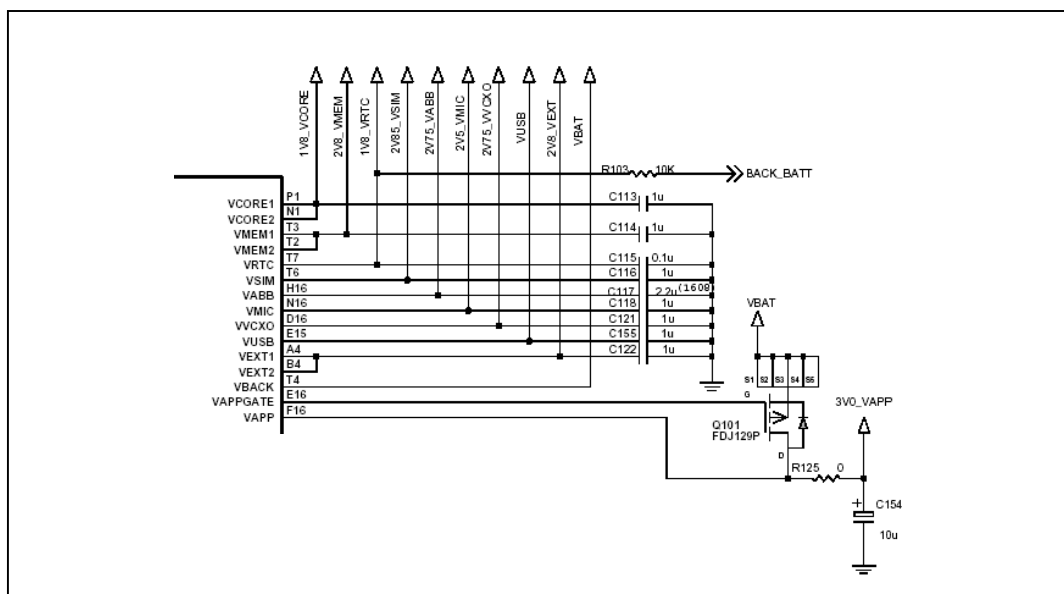 1V8_VCORE
2V8_VMEM
1V8_VRTC
2V85_VSIM
2V75_VABB
2V5_VMIC
2V75_VVCXO
VUSB
2V8_VEXT
VBAT
R103 10K BACK_BATT
P1 C113 1u
VCORE1
N1
VCORE2
T3 C114 1u
VMEM1
T2
VMEM2
T7 C115 0.1u
VRTC
T6 C116 1u
VSIM
H16 C117 2.2u(1608)
VABB
N16 C118 1u
VMIC
D16 C121 1u
VVCXO
E15 C155 1u
VUSB
A4 C122 1u
VEXT1
B4
VEXT2
T4
VBACK
E16
VAPPGATE
F16
VAPP
VBAT
S1 S2 S3 S4 S5
G
Q101
FDJ129P
D
3V0_VAPP
R125 0
+ C154
10u